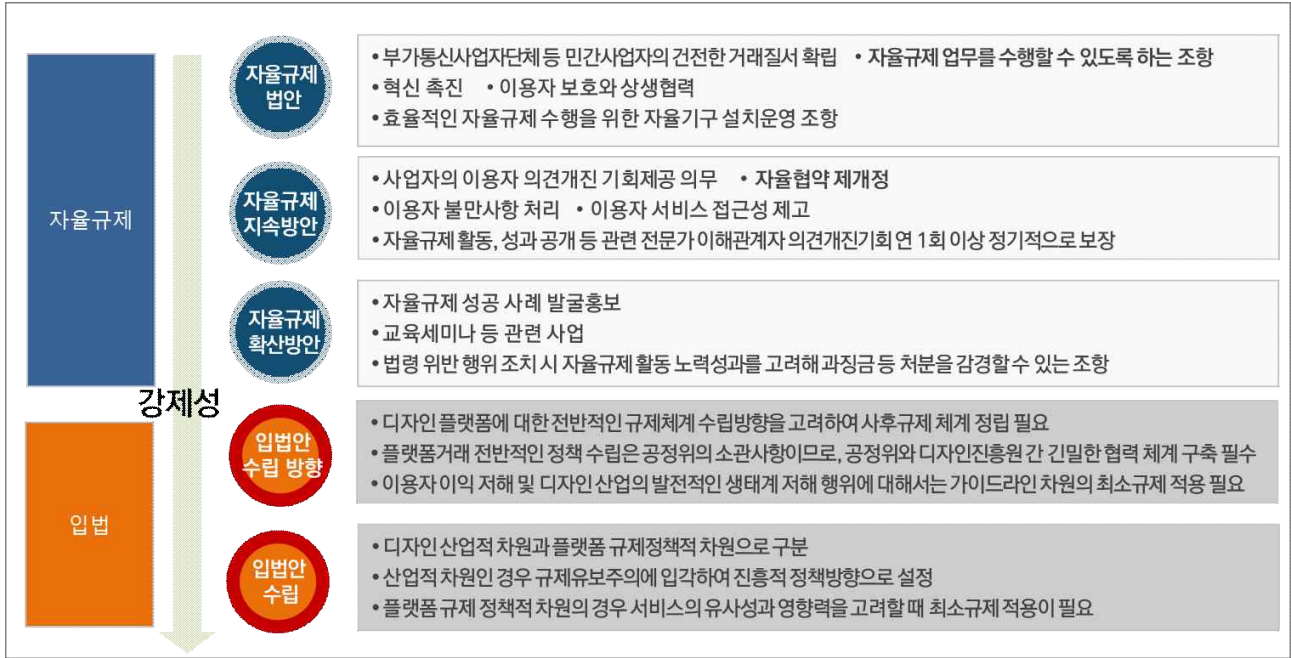 자율규제
강제성
입법
자율규제
법안
• 부가통신사업자단체 등 민간사업자의 건전한 거래질서 확립 • 자율규제 업무를 수행할 수 있도록 하는 조항
• 혁신 촉진 • 이용자 보호와 상생협력
• 효율적인 자율규제 수행을 위한 자율기구 설치운영 조항
자율규제
지속방안
• 사업자의 이용자 의견개진 기회제공 의무 • 자율협약 제개정
• 이용자 불만사항 처리 • 이용자 서비스 접근성 제고
• 자율규제 활동, 성과 공개 등 관련 전문가 이해관계자 의견개진기회 연 1회 이상 정기적으로 보장
자율규제
확산방안
• 자율규제 성공 사례 발굴홍보
• 교육세미나 등 관련 사업
• 법령 위반 행위 조치 시 자율규제 활동 노력성과를 고려해 과징금 등 처분을 감경할 수 있는 조항
입법안
수립 방향
• 디자인 플랫폼에 대한 전반적인 규제체계 수립방향을 고려하여 사후규제 체계 정립 필요
• 플랫폼거래 전반적인 정책 수립은 공정위의 소관사항이므로, 공정위와 디자인진흥원 간 긴밀한 협력 체계 구축 필수
• 이용자 이익 저해 및 디자인 산업의 발전적인 생태계 저해 행위에 대해서는 가이드라인 차원의 최소규제 적용 필요
입법안
수립
• 디자인 산업적 차원과 플랫폼 규제정책적 차원으로 구분
• 산업적 차원인 경우 규제유보주의에 입각하여 진흥적 정책방향으로 설정
• 플랫폼 규제 정책적 차원의 경우 서비스의 유사성과 영향력을 고려할 때 최소규제 적용이 필요